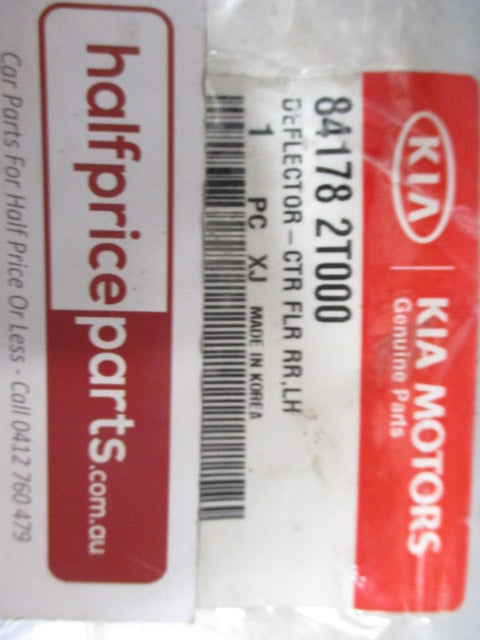 KIA | KIA MOTORS
Genuine Parts
84178 2T000
DEFLECTOR-CTR FLR RR,LH
1 PC XJ MADE IN KOREA
halfpriceparts.com.au
Car Parts For Half Price Or Less - Call 0412 760 479